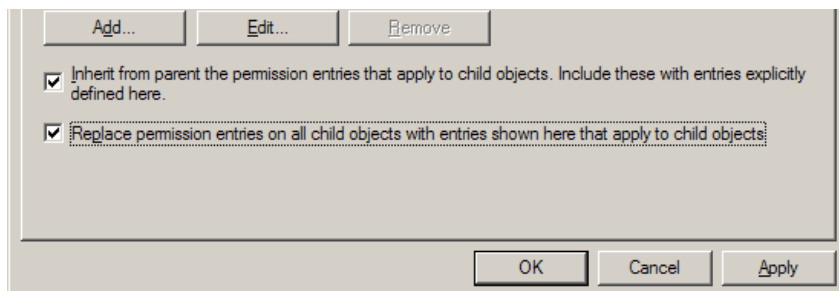 Add...
Edit...
Remove
Inherit from parent the permission entries that apply to child objects. Include these with entries explicitly
defined here.
Replace permission entries on all child objects with entries shown here that apply to child objects
OK
Cancel
Apply